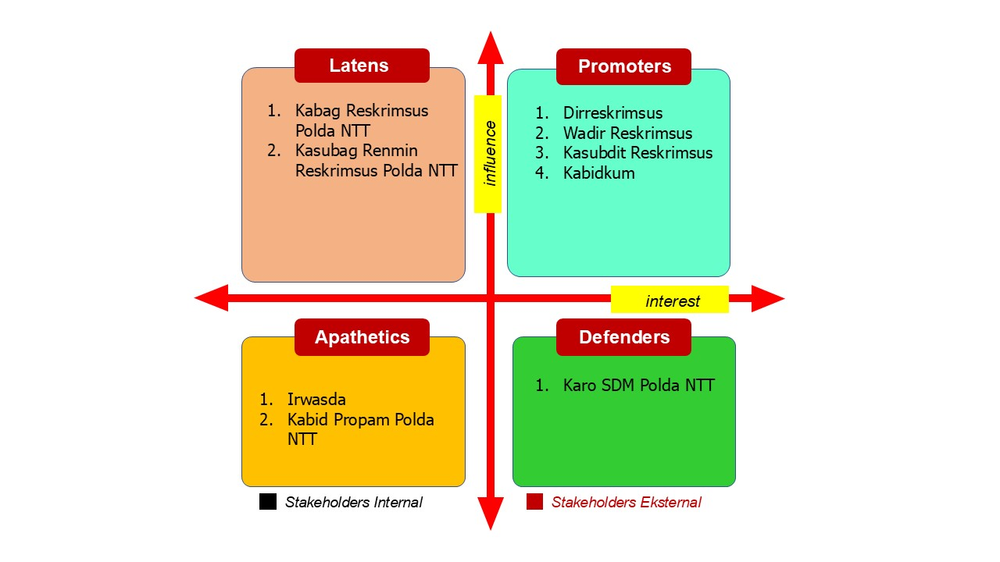 Latens
1. Kabag Reskrimsus
Polda NTT
2. Kasubag Renmin
Reskrimsus Polda NTT
influence
Promoters
1. Dirreskrimsus
2. Wadir Reskrimsus
3. Kasubdit Reskrimsus
4. Kabidkum
interest
Apathetics
1. Irwasda
2. Kabid Propam Polda
NTT
Defenders
1. Karo SDM Polda NTT
Stakeholders Internal
Stakeholders Eksternal